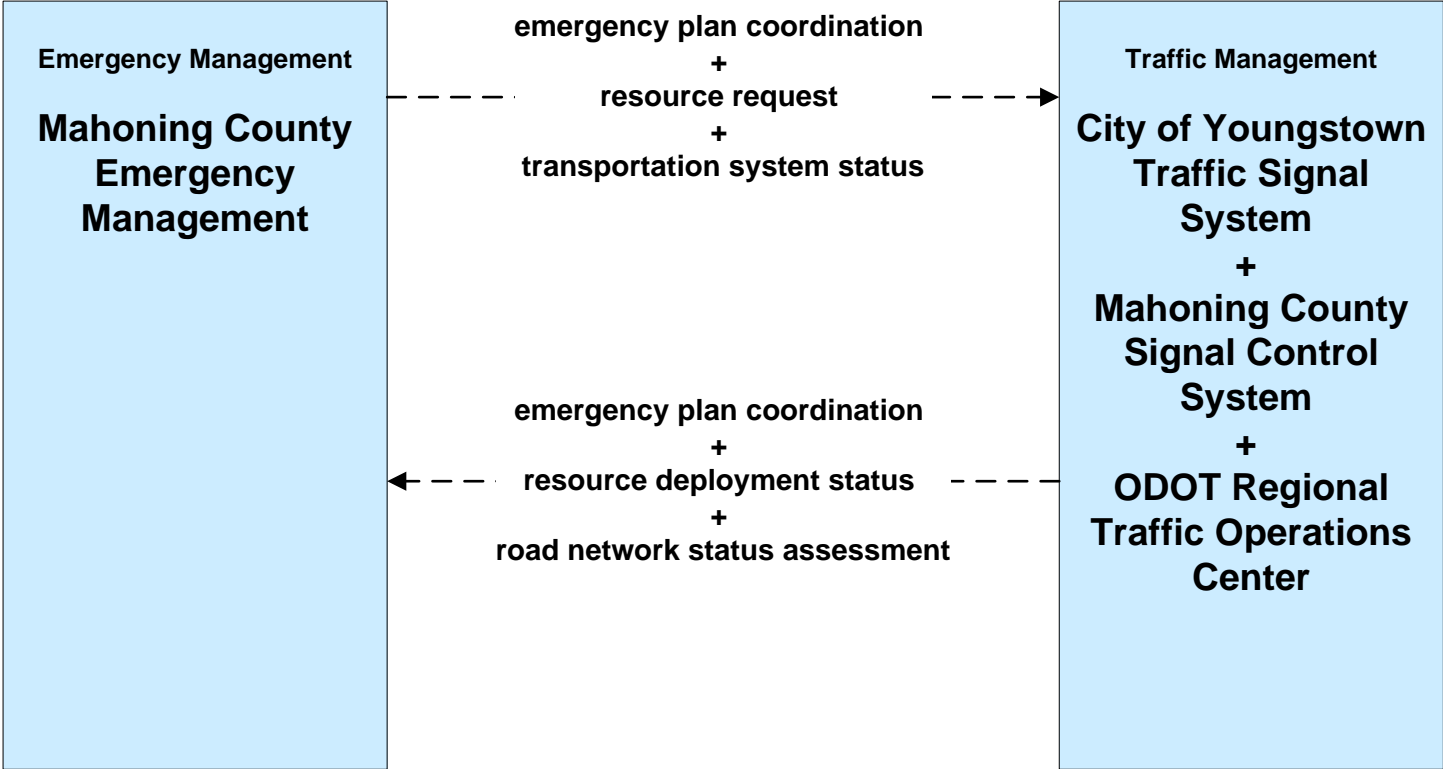 Emergency Management
Mahoning County
Emergency
Management
emergency plan coordination
+
resource request
+
transportation system status
emergency plan coordination
+
resource deployment status
+
road network status assessment
Traffic Management
City of Youngstown
Traffic Signal
System
+
Mahoning County
Signal Control
System
+
ODOT Regional
Traffic Operations
Center